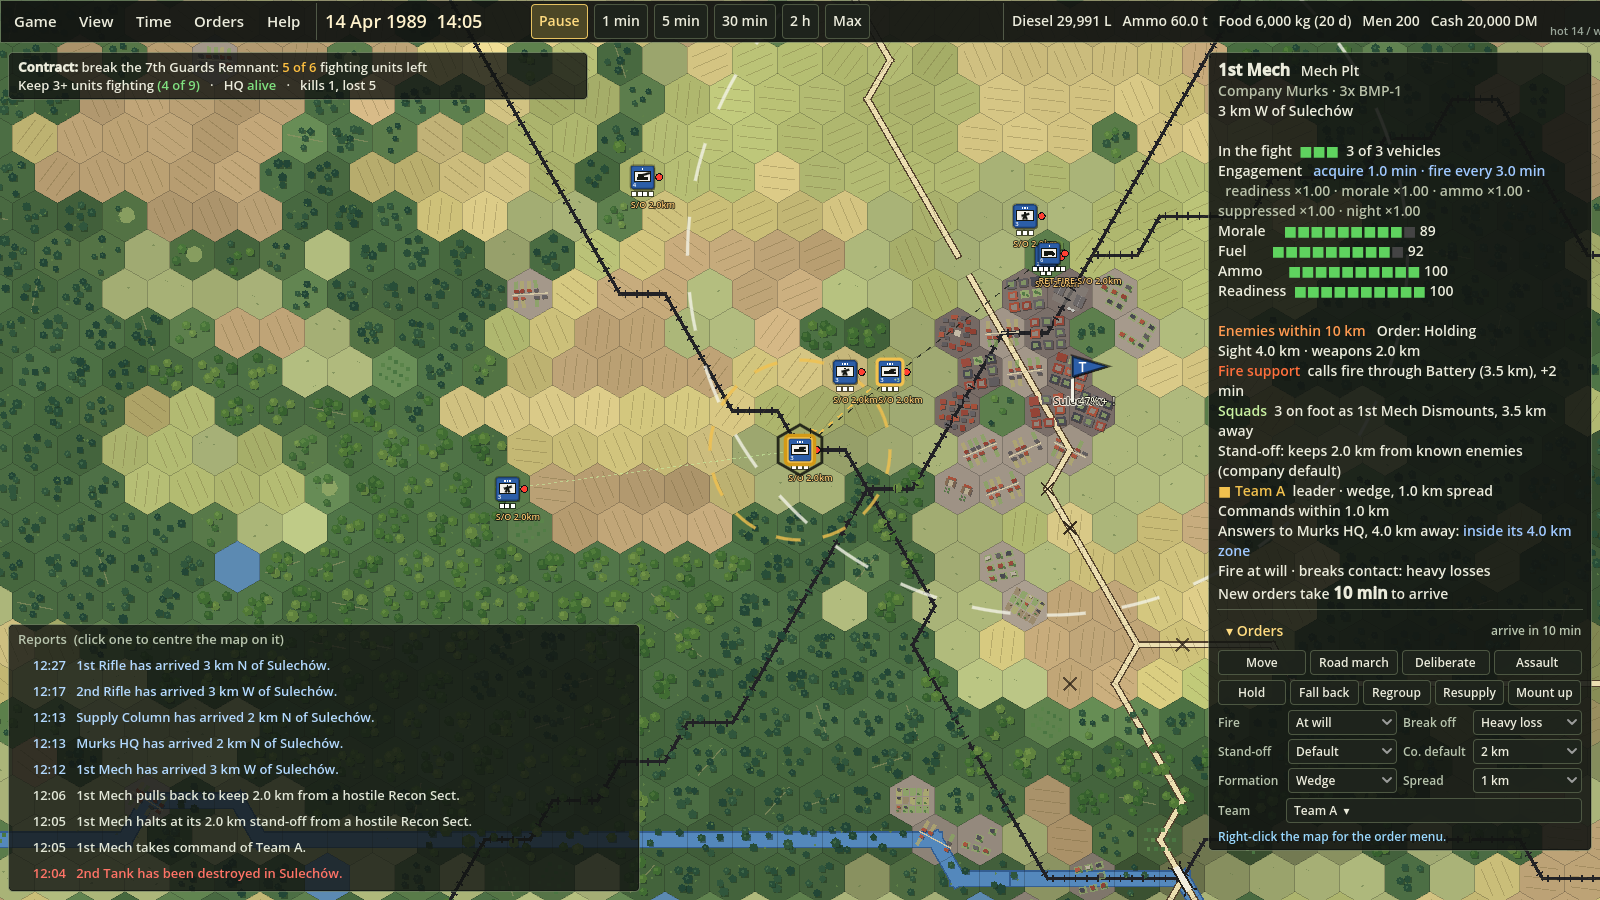 Game View Time Orders Help 14 Apr 1989 14:05 Pause 1 min 5 min 30 min 2 h Max Diesel 29,991 L Ammo 60.0 t Food 6,000 kg (20 d) Men 200 Cash 20,000 DM
hot 14 / w
Contract: break the 7th Guards Remnant: 5 of 6 fighting units left
Keep 3+ units fighting (4 of 9) · HQ alive · kills 1, lost 5
S/O 2.0km
S/O 2.0km
S/O 2.0km
S/O 2.0km
S/O 2.0km
S/O 2.0km
T
1st Mech Mech Plt
Company Murks · 3x BMP-1
3 km W of Sulechów
In the fight 3 of 3 vehicles
Engagement acquire 1.0 min · fire every 3.0 min
readiness ×1.00 · morale ×1.00 · ammo ×1.00 ·
suppressed ×1.00 · night ×1.00
Morale 89
Fuel 92
Ammo 100
Readiness 100
Enemies within 10 km Order: Holding
Sight 4.0 km · weapons 2.0 km
Fire support calls fire through Battery (3.5 km), +2
min
Squads 3 on foot as 1st Mech Dismounts, 3.5 km
away
Stand-off: keeps 2.0 km from known enemies
(company default)
Team A leader · wedge, 1.0 km spread
Commands within 1.0 km
Answers to Murks HQ, 4.0 km away: inside its 4.0 km
zone
Fire at will · breaks contact: heavy losses
New orders take 10 min to arrive
▾ Orders arrive in 10 min
Move Road march Deliberate Assault
Hold Fall back Regroup Resupply Mount up
Fire At will Break off Heavy loss
Stand-off Default Co. default 2 km
Formation Wedge Spread 1 km
Team Team A ▾
Right-click the map for the order menu.
Reports (click one to centre the map on it)
12:27 1st Rifle has arrived 3 km N of Sulechów.
12:17 2nd Rifle has arrived 3 km W of Sulechów.
12:13 Supply Column has arrived 2 km N of Sulechów.
12:13 Murks HQ has arrived 2 km N of Sulechów.
12:12 1st Mech has arrived 3 km W of Sulechów.
12:06 1st Mech pulls back to keep 2.0 km from a hostile Recon Sect.
12:05 1st Mech halts at its 2.0 km stand-off from a hostile Recon Sect.
12:05 1st Mech takes command of Team A.
12:04 2nd Tank has been destroyed in Sulechów.